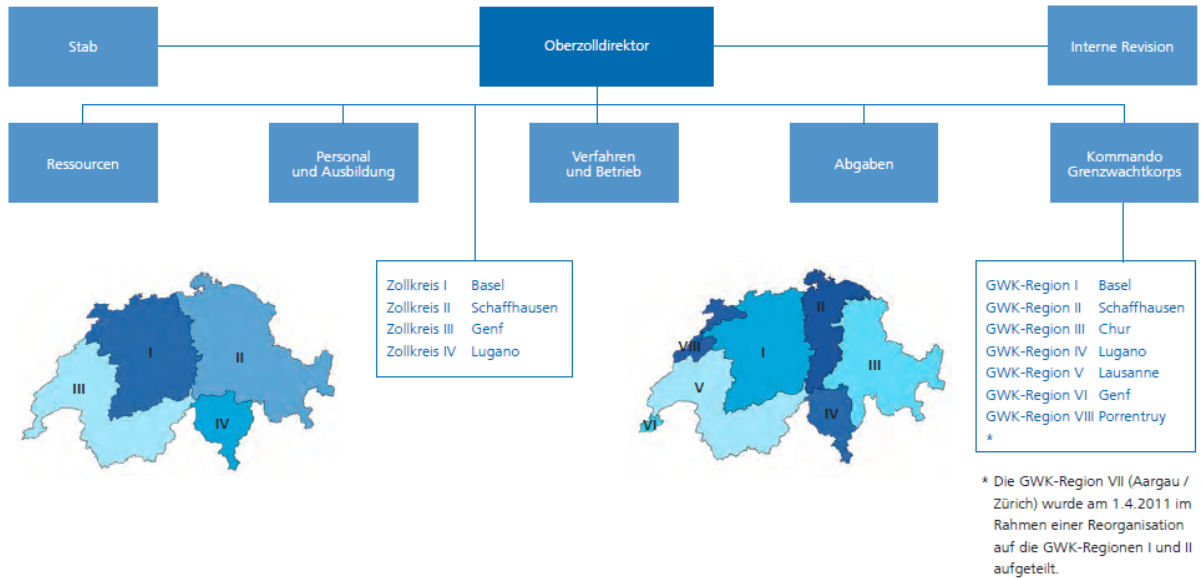 Stab
Oberzolldirektor
Interne Revision
Ressourcen
Personal
und Ausbildung
Verfahren
und Betrieb
Abgaben
Kommando
Grenzwachtkorps
I
II
III
IV
Zollkreis I Basel
Zollkreis II Schaffhausen
Zollkreis III Genf
Zollkreis IV Lugano
II
VIII
I
III
V
IV
VI
GWK-Region I Basel
GWK-Region II Schaffhausen
GWK-Region III Chur
GWK-Region IV Lugano
GWK-Region V Lausanne
GWK-Region VI Genf
GWK-Region VIII Porrentruy
*
* Die GWK-Region VII (Aargau /
Zürich) wurde am 1.4.2011 im
Rahmen einer Reorganisation
auf die GWK-Regionen I und II
aufgeteilt.